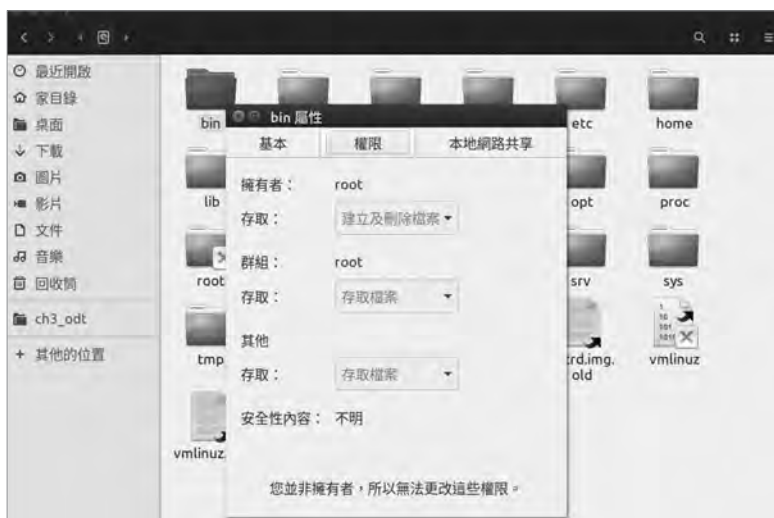 最近開啟
家目錄
桌面
下載
圖片
影片
文件
音樂
回收筒
ch3_odt
+ 其他的位置
bin
etc
home
lib
opt
proc
root
srv
sys
tmp
trd.img.
old
vmlinuz
vmlinuz.
bin 屬性
基本 權限 本地網路共享
擁有者： root
存取： 建立及刪除檔案
群組： root
存取： 存取檔案
其他
存取： 存取檔案
安全性內容： 不明
您並非擁有者，所以無法更改這些權限。